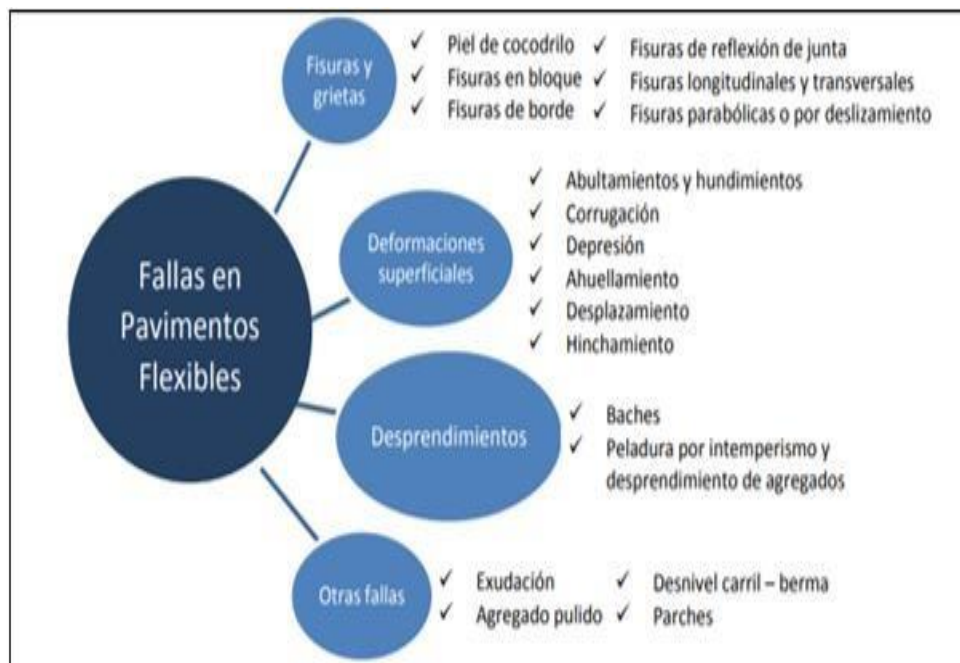 Fisuras y
grietas
✓ Piel de cocodrilo
✓ Fisuras en bloque
✓ Fisuras de borde
✓ Fisuras de reflexión de junta
✓ Fisuras longitudinales y transversales
✓ Fisuras parabólicas o por deslizamiento
Fallas en
Pavimentos
Flexibles
Deformaciones
superficiales
✓ Abultamientos y hundimientos
✓ Corrugación
✓ Depresión
✓ Ahuellamiento
✓ Desplazamiento
✓ Hinchamiento
Desprendimientos
✓ Baches
✓ Peladura por intemperismo y
desprendimiento de agregados
Otras fallas
✓ Exudación
✓ Agregado pulido
✓ Desnivel carril – berma
✓ Parches